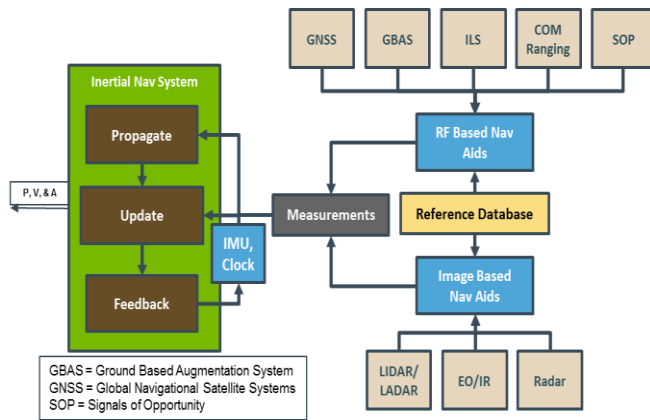 GNSS
GBAS
ILS
COM
Ranging
SOP
Inertial Nav System
Propagate
Update
Feedback
P, V, & A
IMU,
Clock
Measurements
RF Based Nav
Aids
Reference Database
Image Based
Nav Aids
LIDAR/
LADAR
EO/IR
Radar
GBAS = Ground Based Augmentation System
GNSS = Global Navigational Satellite Systems
SOP = Signals of Opportunity